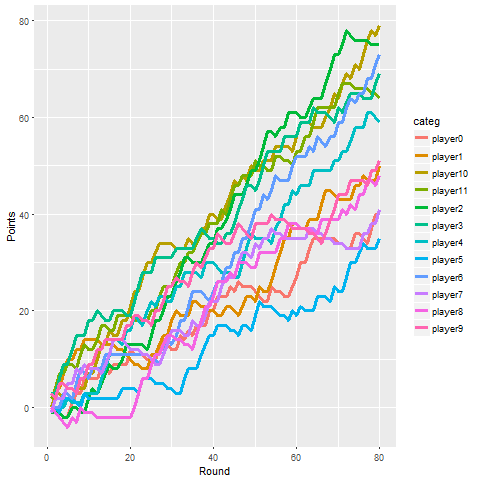 80
60
40
20
0
Points
0
20
40
60
80
Round
categ
player0
player1
player10
player11
player2
player3
player4
player5
player6
player7
player8
player9